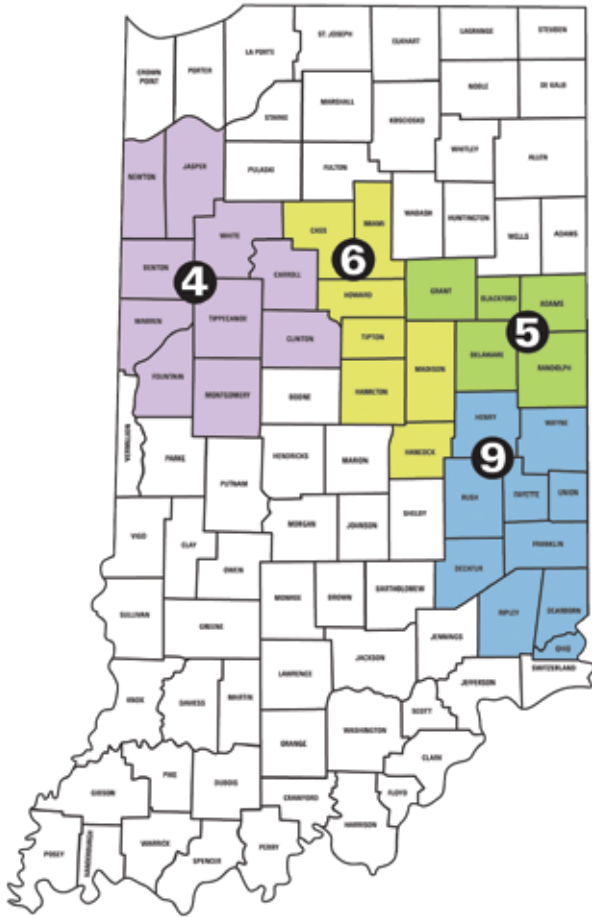 ST. JOSEPH
ELKHART
LAGRANGE
STEUBEN
LA PORTE
PORTER
CROWN
POINT
NOBLE
DE KALB
MARSHALL
STARKE
KOSCIUSKO
WHITLEY
ALLEN
JASPER
NEWTON
PULASKI
FULTON
WABASH
HUNTINGTON
WELLS
ADAMS
WHITE
CASS
MIAMI
6
BENTON
4
CARROLL
GRANT
BLACKFORD
ADAMS
HOWARD
WARREN
TIPPECANOE
5
CLINTON
TIPTON
DELAWARE
RANDOLPH
MADISON
FOUNTAIN
MONTGOMERY
BOONE
HAMILTON
HENRY
WAYNE
VERMILION
PARKE
HENDRICKS
MARION
HANCOCK
9
PUTNAM
RUSH
FAYETTE
UNION
MORGAN
JOHNSON
SHELBY
VIGO
CLAY
OWEN
FRANKLIN
DECATUR
MONROE
BROWN
BARTHOLOMEW
SULLIVAN
GREENE
RIPLEY
DEARBORN
JENNINGS
OHIO
JACKSON
SWITZERLAND
LAWRENCE
JEFFERSON
KNOX
DAVIESS
MARTIN
SCOTT
WASHINGTON
ORANGE
CLARK
PIKE
DUBOIS
GIBSON
CRAWFORD
FLOYD
HARRISON
WARRICK
PERRY
POSEY
VANDERBURGH
SPENCER